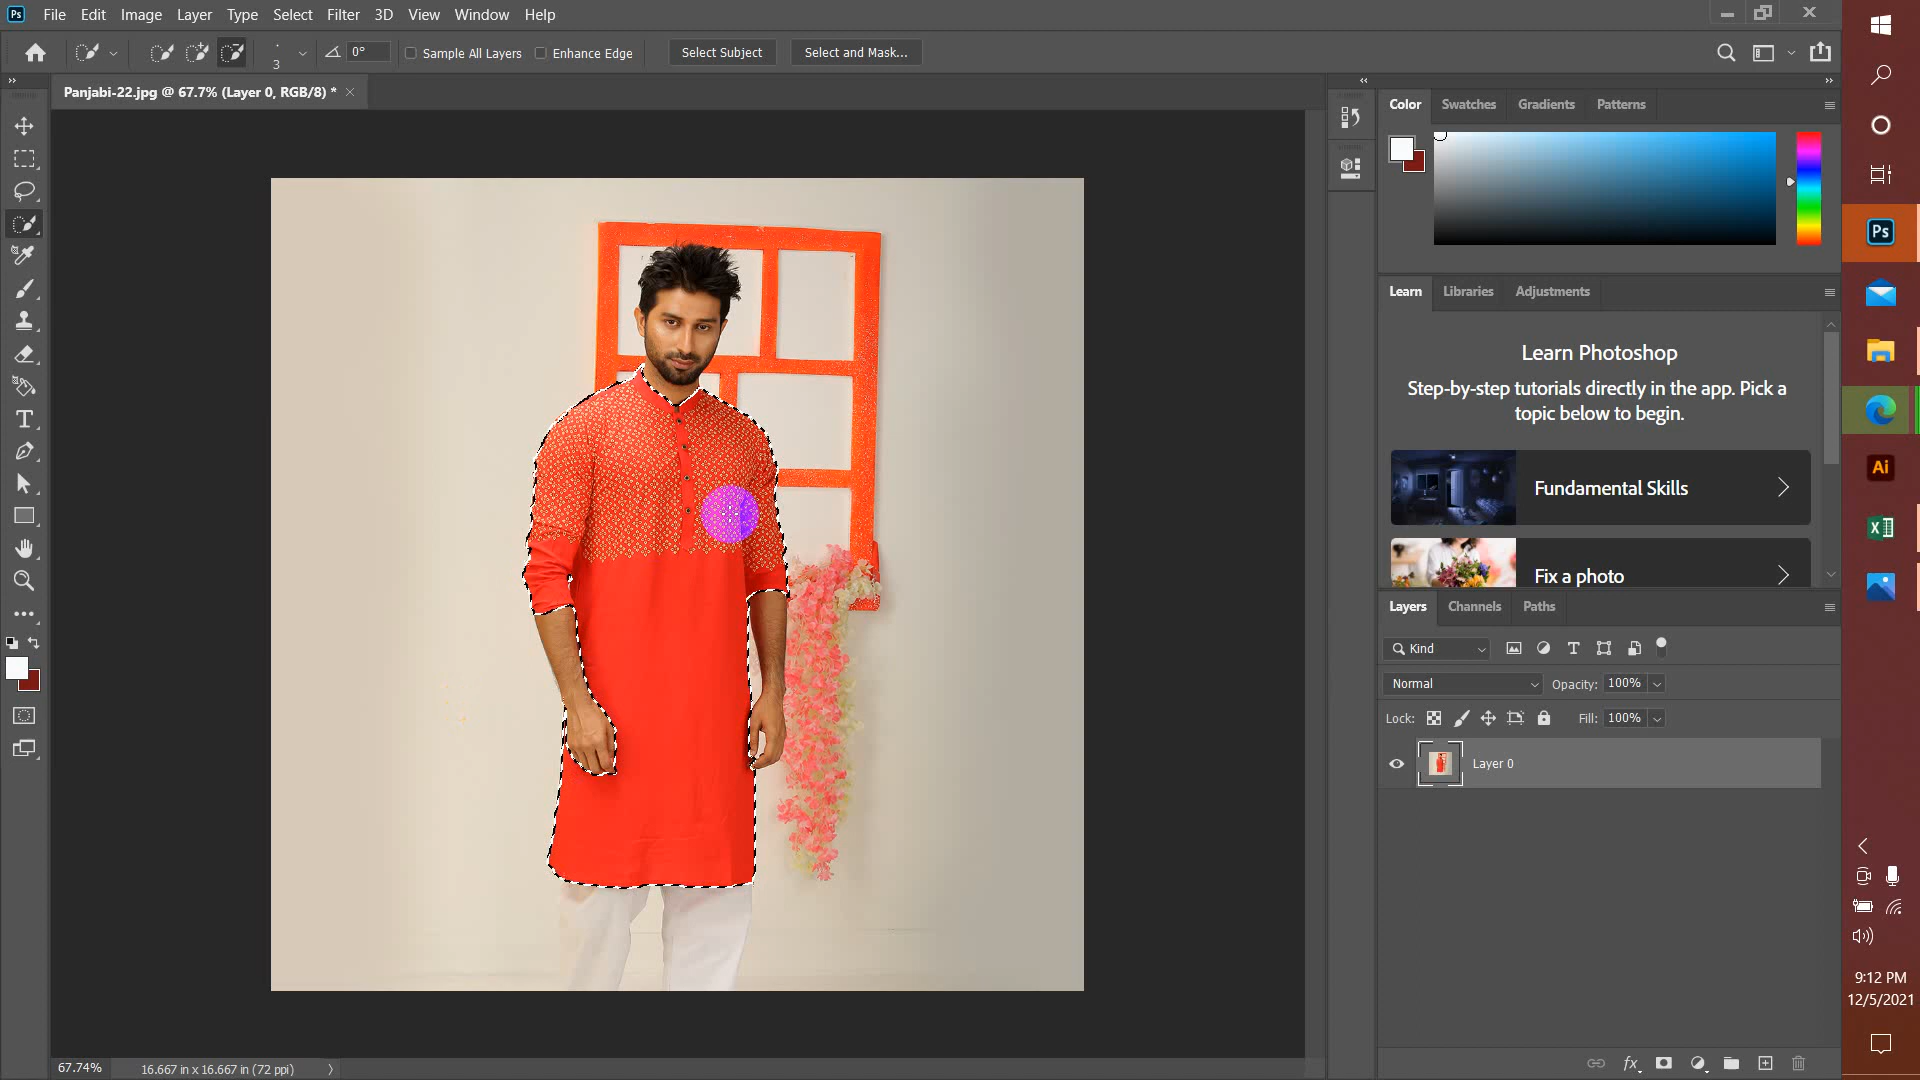 Ps File Edit Image Layer Type Select Filter 3D View Window Help
3 0° Sample All Layers Enhance Edge Select Subject Select and Mask...
Panjabi-22.jpg @ 67.7% (Layer 0, RGB/8) *
Color Swatches Gradients Patterns
Ps
Learn Libraries Adjustments
Learn Photoshop
Step-by-step tutorials directly in the app. Pick a
topic below to begin.
Fundamental Skills
Ai
Fix a photo
Layers Channels Paths
Kind
Normal Opacity: 100%
Lock: Fill: 100%
Layer 0
9:12 PM
12/5/2021
67.74% 16.667 in x 16.667 in (72 ppi)
fx